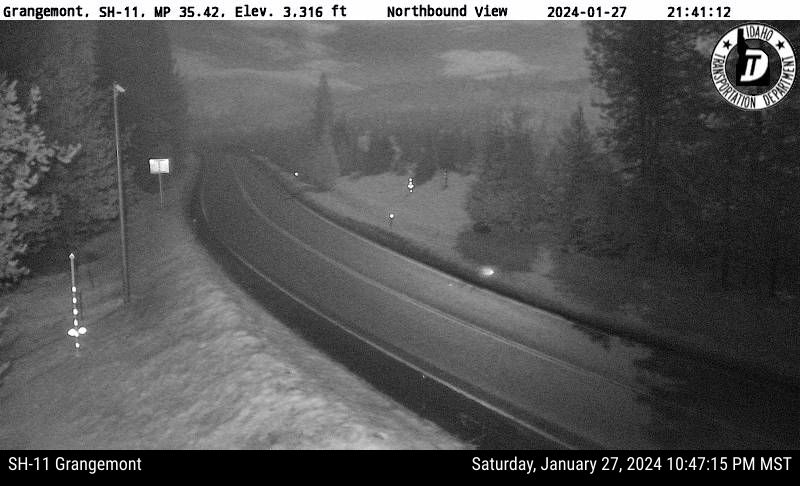 Grangemont, SH-11, MP 35.42, Elev. 3,316 ft Northbound View 2024-01-27 21:41:12
IDAHO
TRANSPORTATION DEPARTMENT
SH-11 Grangemont Saturday, January 27, 2024 10:47:15 PM MST